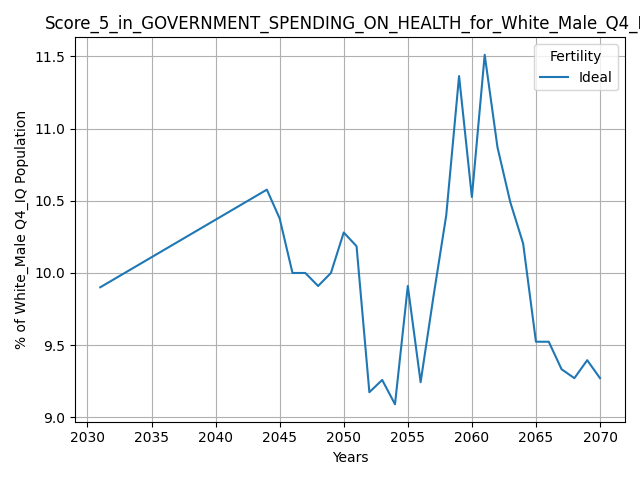 Score_5_in_GOVERNMENT_SPENDING_ON_HEALTH_for_White_Male_Q4_I
Fertility
Ideal
11.5
11.0
10.5
10.0
9.5
9.0
% of White_Male Q4_IQ Population
2030 2035 2040 2045 2050 2055 2060 2065 2070
Years